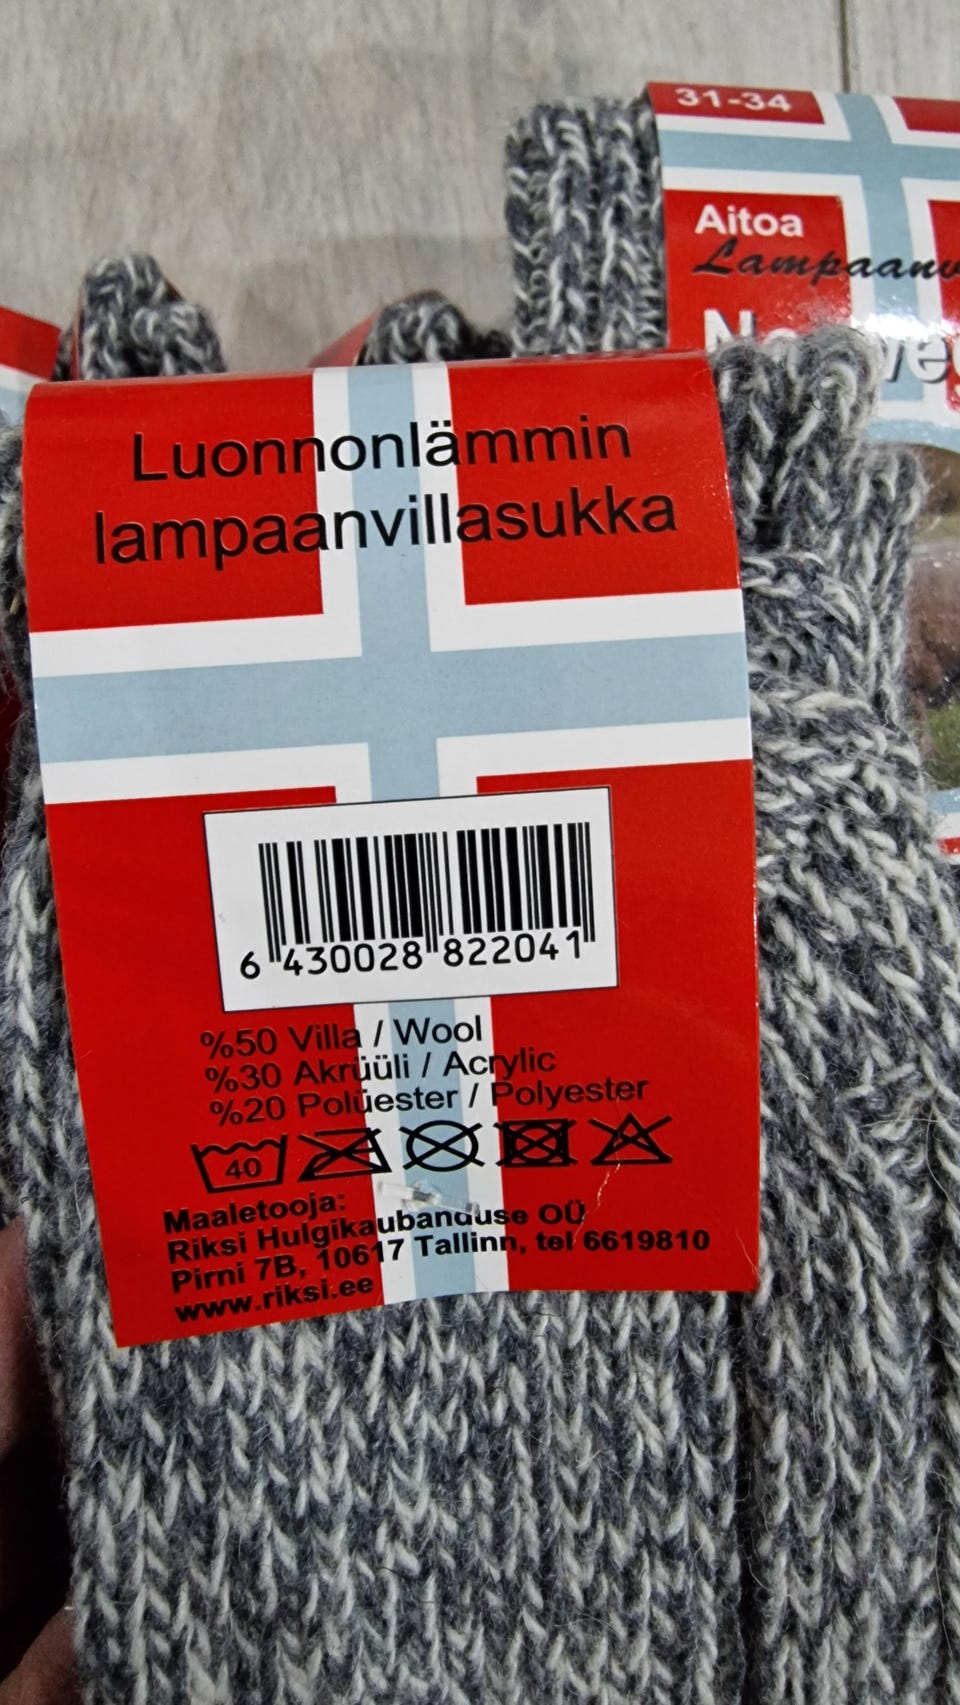 31-34
Aitoa
Luonnonlämmin
lampaanvillasukka
6 430028 822041
%50 Villa / Wool
%30 Akrüüli / Acrylic
%20 Polüester / Polyester
40
Maaletooja:
Riksi Hulgikaubanduse OÜ
Pirni 7B, 10617 Tallinn, tel 6619810
www.riksi.ee